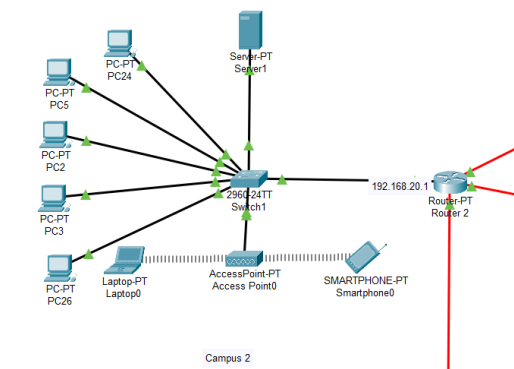 PC-PT
PC24
Server-PT
Server1
PC-PT
PC5
PC-PT
PC2
2960-24TT
Switch1
192.168.20.1
Router-PT
Router 2
PC-PT
PC3
PC-PT
PC26
Laptop-PT
Laptop0
AccessPoint-PT
Access Point0
SMARTPHONE-PT
Smartphone0
Campus 2